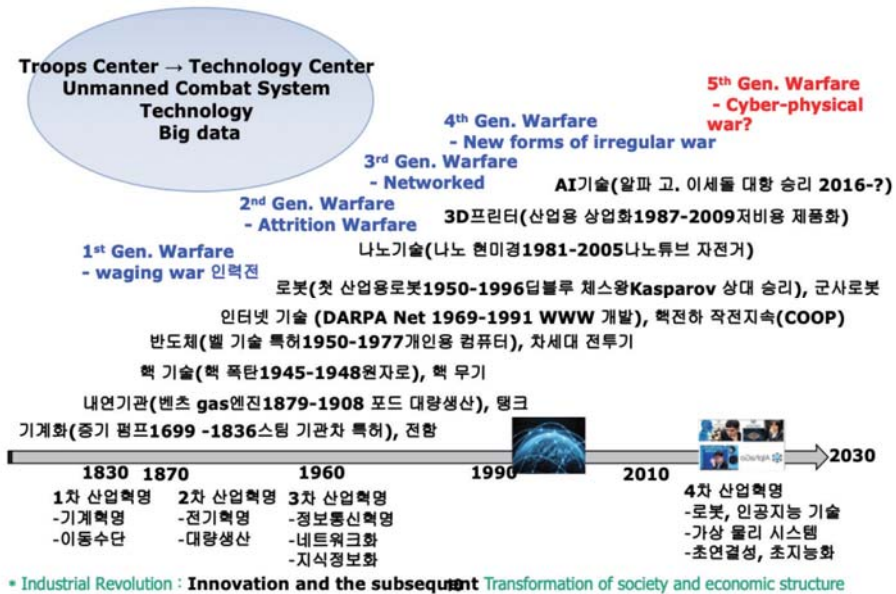 Troops Center → Technology Center
Unmanned Combat System
Technology
Big data
5th Gen. Warfare
- Cyber-physical
war?
4th Gen. Warfare
- New forms of irregular war
3rd Gen. Warfare
- Networked
AI기술(알파 고. 이세돌 대항 승리 2016-?)
2nd Gen. Warfare
- Attrition Warfare
3D프린터(산업용 상업화1987-2009저비용 제품화)
1st Gen. Warfare
- waging war 인력전
나노기술(나노 현미경1981-2005나노튜브 자전거)
로봇(첫 산업용로봇1950-1996딥블루 체스왕Kasparov 상대 승리), 군사로봇
인터넷 기술 (DARPA Net 1969-1991 WWW 개발), 핵전하 작전지속(COOP)
반도체(벨 기술 특허1950-1977개인용 컴퓨터), 차세대 전투기
핵 기술(핵 폭탄1945-1948원자로), 핵 무기
내연기관(벤츠 gas엔진1879-1908 포드 대량생산), 탱크
기계화(증기 펌프1699 -1836스팀 기관차 특허), 전함
1830 1870 1960 1990 2010 2030
1차 산업혁명
-기계혁명
-이동수단
2차 산업혁명
-전기혁명
-대량생산
3차 산업혁명
-정보통신혁명
-네트워크화
-지식정보화
4차 산업혁명
-로봇, 인공지능 기술
-가상 물리 시스템
-초연결성, 초지능화
• Industrial Revolution : Innovation and the subsequent Transformation of society and economic structure